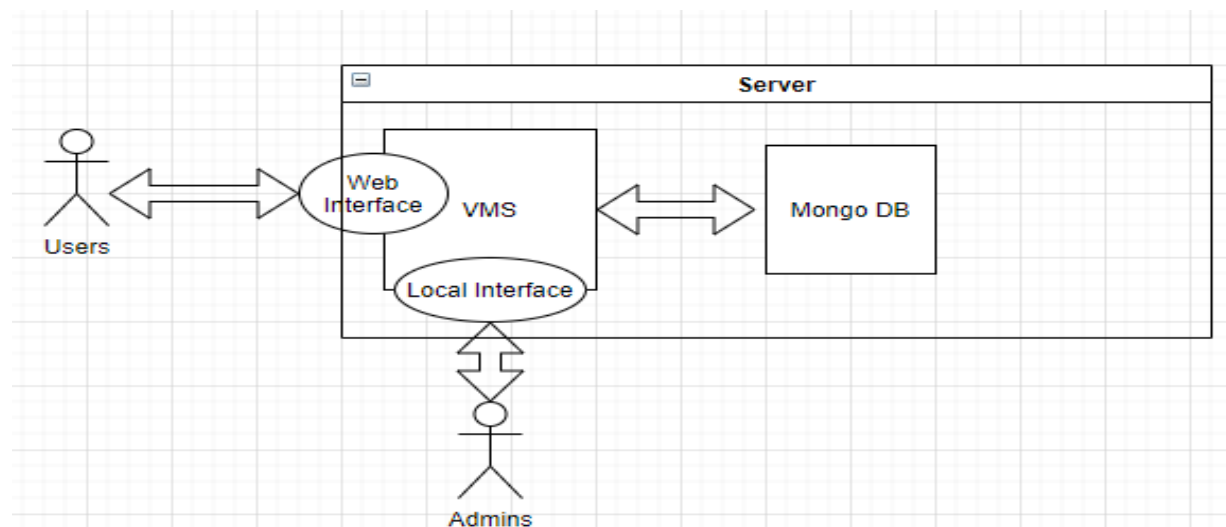 Server
Web
Interface
VMS
Mongo DB
Users
Local Interface
Admins